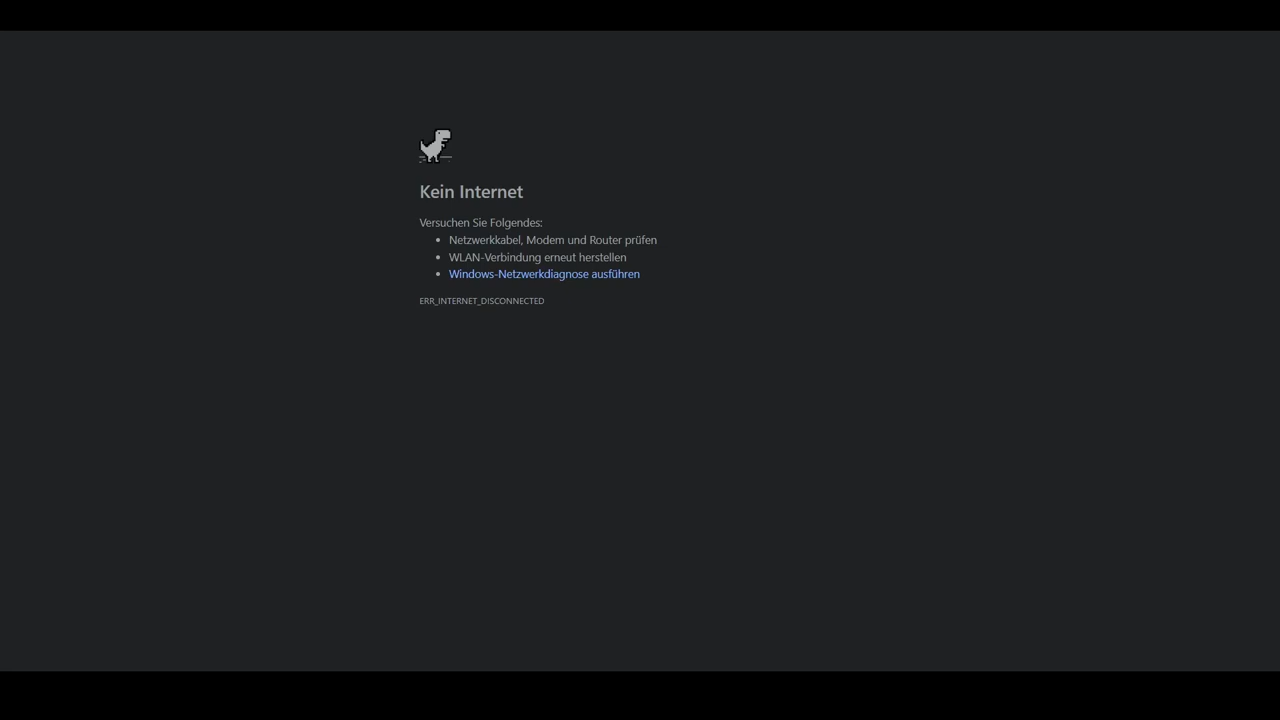 Kein Internet
Versuchen Sie Folgendes:
• Netzwerkkabel, Modem und Router prüfen
• WLAN-Verbindung erneut herstellen
• Windows-Netzwerkdiagnose ausführen
ERR_INTERNET_DISCONNECTED